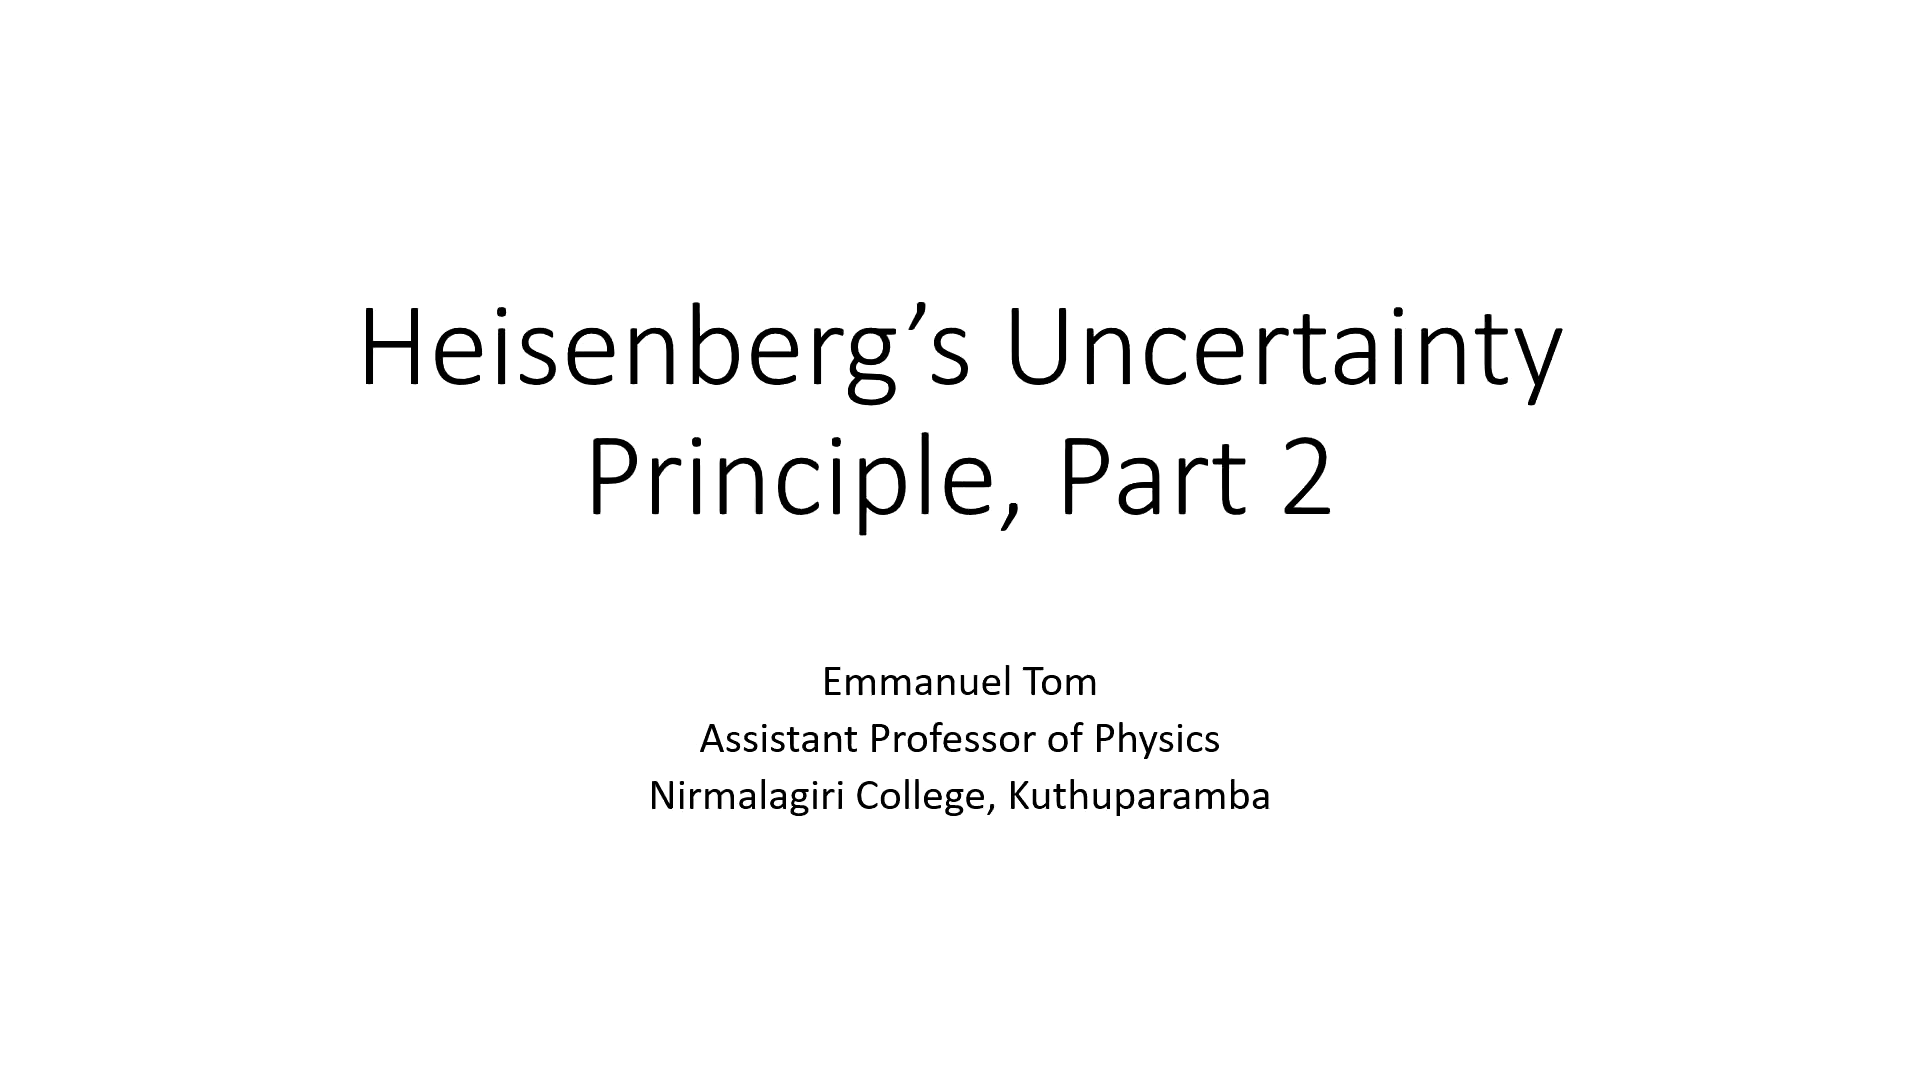 Heisenberg’s Uncertainty
Principle, Part 2
Emmanuel Tom
Assistant Professor of Physics
Nirmalagiri College, Kuthuparamba